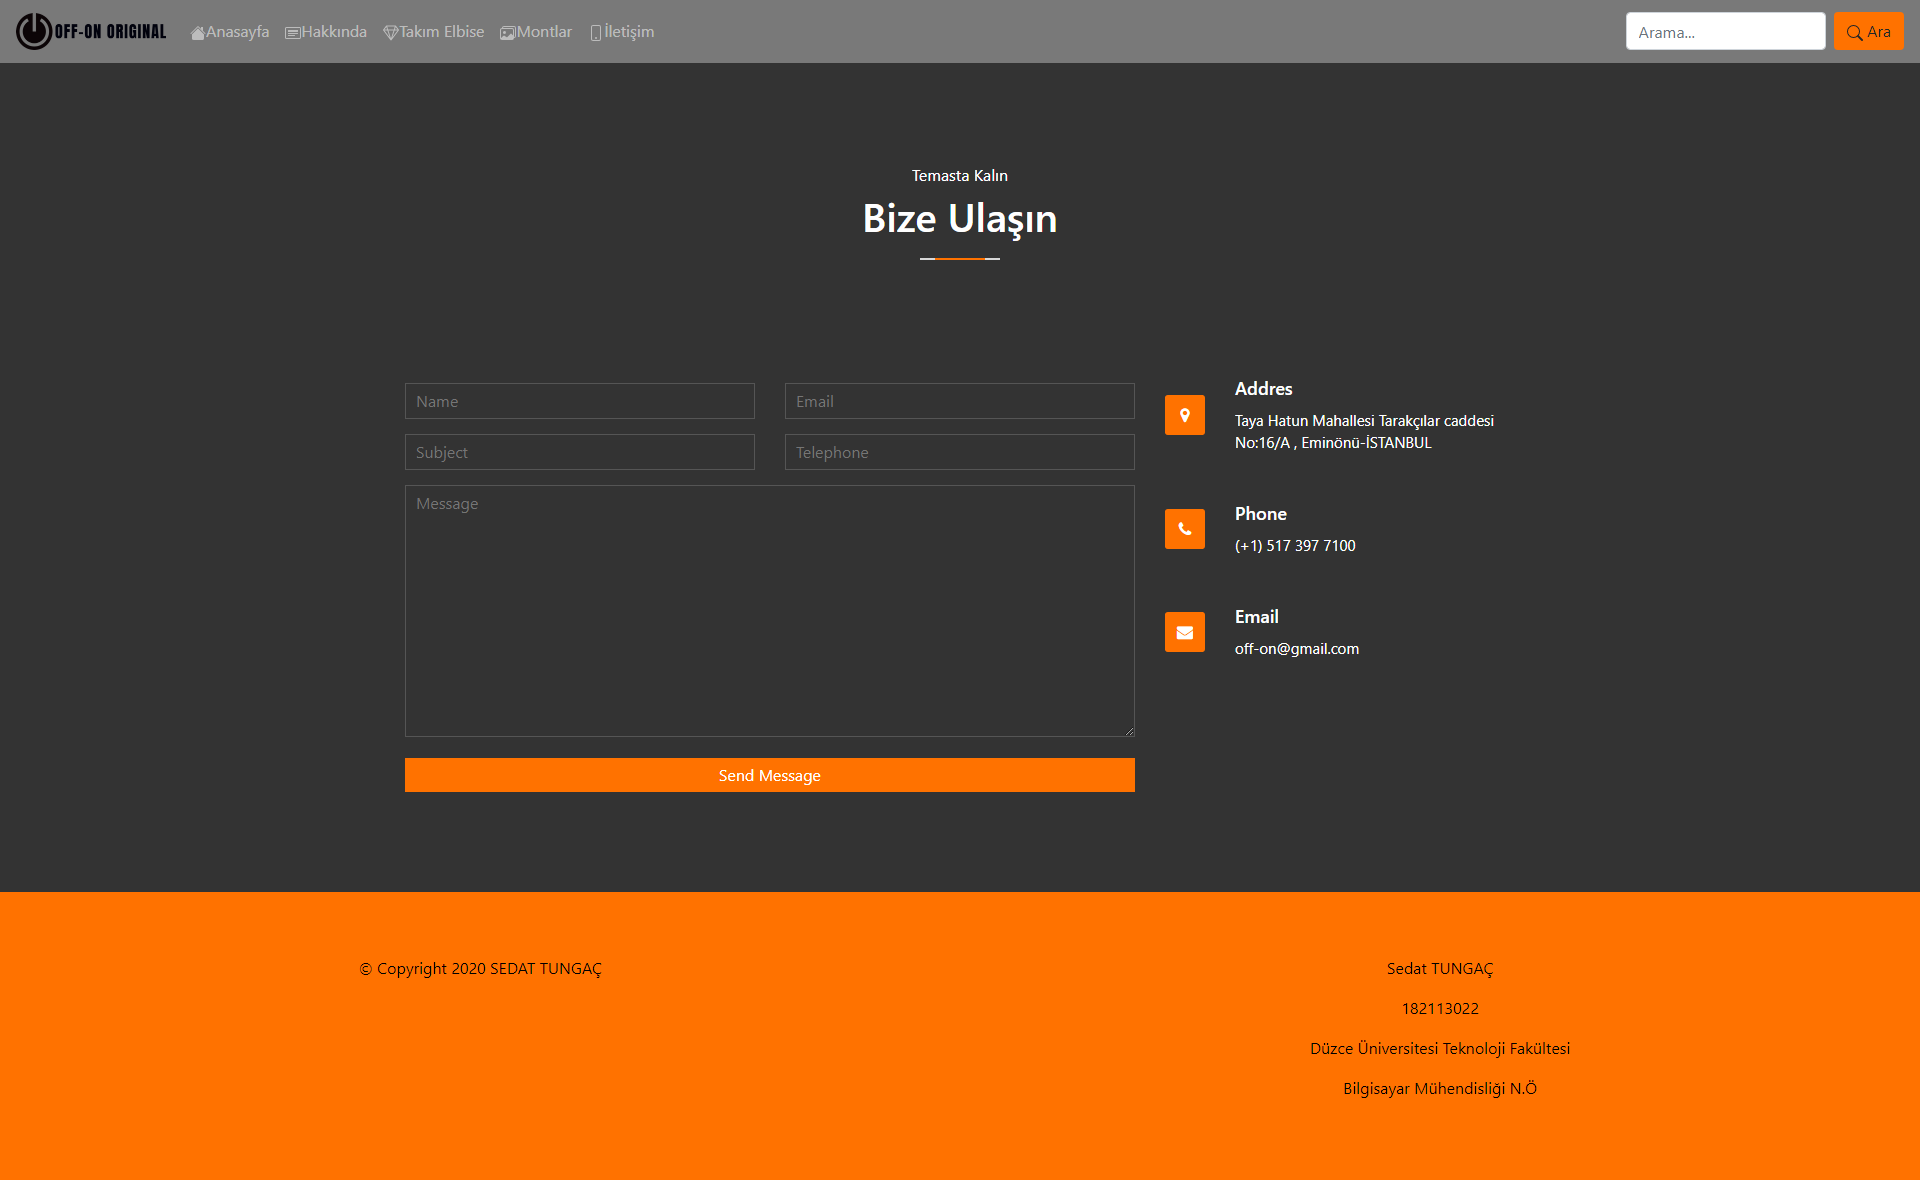 OFF-ON ORIGINAL
Anasayfa
Hakkında
Takım Elbise
Montlar
İletişim
Arama...
Ara
Temasta Kalın
Bize Ulaşın
Name
Email
Subject
Telephone
Message
Send Message
Addres
Taya Hatun Mahallesi Tarakçılar caddesi
No:16/A , Eminönü-İSTANBUL
Phone
(+1) 517 397 7100
Email
off-on@gmail.com
© Copyright 2020 SEDAT TUNGAÇ
Sedat TUNGAÇ
182113022
Düzce Üniversitesi Teknoloji Fakültesi
Bilgisayar Mühendisliği N.Ö